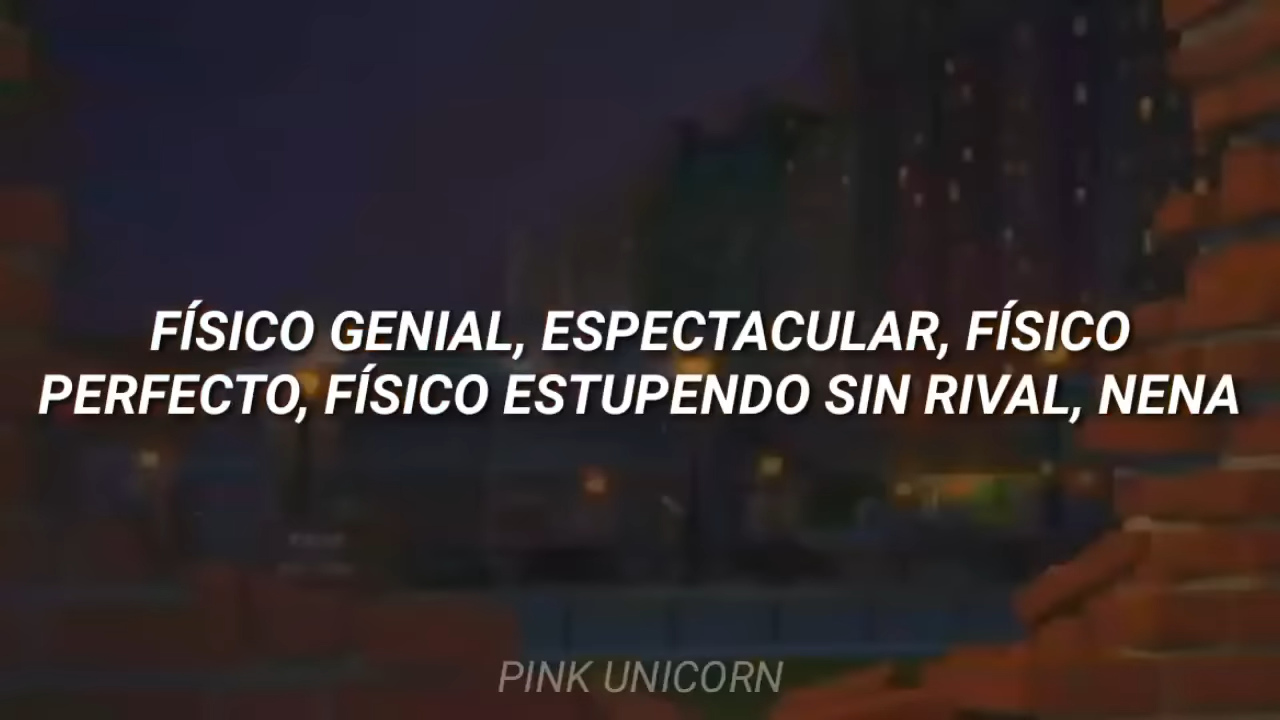 FÍSICO GENIAL, ESPECTACULAR, FÍSICO
PERFECTO, FÍSICO ESTUPENDO SIN RIVAL, NENA
PINK UNICORN